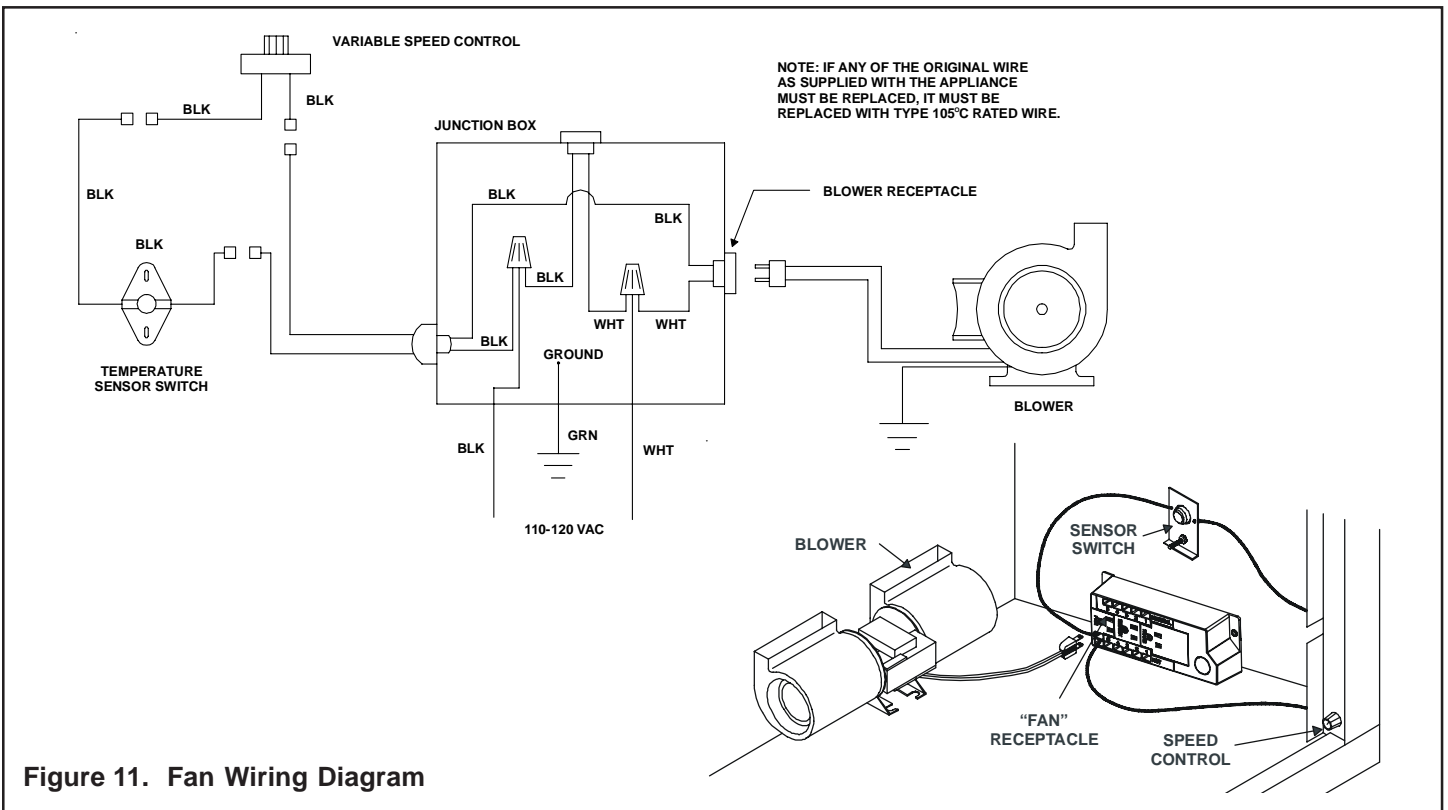 VARIABLE SPEED CONTROL
NOTE: IF ANY OF THE ORIGINAL WIRE
AS SUPPLIED WITH THE APPLIANCE
MUST BE REPLACED, IT MUST BE
REPLACED WITH TYPE 105°C RATED WIRE.
BLK
BLK
JUNCTION BOX
BLK
BLK
BLOWER RECEPTACLE
BLK
BLK
BLK
WHT
WHT
BLK
GROUND
TEMPERATURE
SENSOR SWITCH
BLOWER
GRN
BLK
WHT
110-120 VAC
SENSOR
SWITCH
BLOWER
"FAN"
RECEPTACLE
SPEED
CONTROL
Figure 11. Fan Wiring Diagram